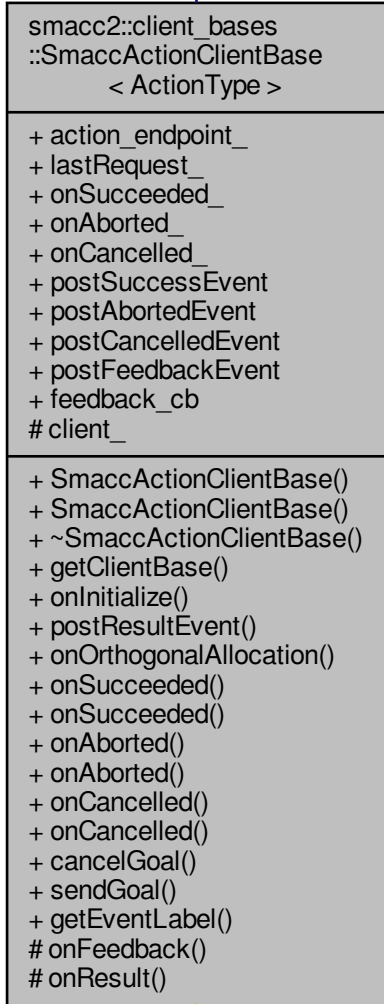 smacc2::client_bases
::SmaccActionClientBase
< ActionType >
+ action_endpoint_
+ lastRequest_
+ onSucceeded_
+ onAborted_
+ onCancelled_
+ postSuccessEvent
+ postAbortedEvent
+ postCancelledEvent
+ postFeedbackEvent
+ feedback_cb
# client_
+ SmaccActionClientBase()
+ SmaccActionClientBase()
+ ~SmaccActionClientBase()
+ getClientBase()
+ onInitialize()
+ postResultEvent()
+ onOrthogonalAllocation()
+ onSucceeded()
+ onSucceeded()
+ onAborted()
+ onAborted()
+ onCancelled()
+ onCancelled()
+ cancelGoal()
+ sendGoal()
+ getEventLabel()
# onFeedback()
# onResult()